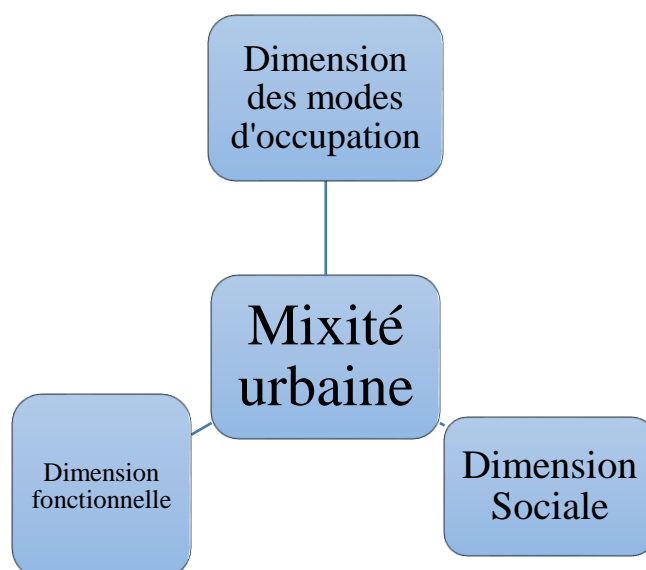 Dimension
des modes
d'occupation
Mixité
urbaine
Dimension
fonctionnelle
Dimension
Sociale